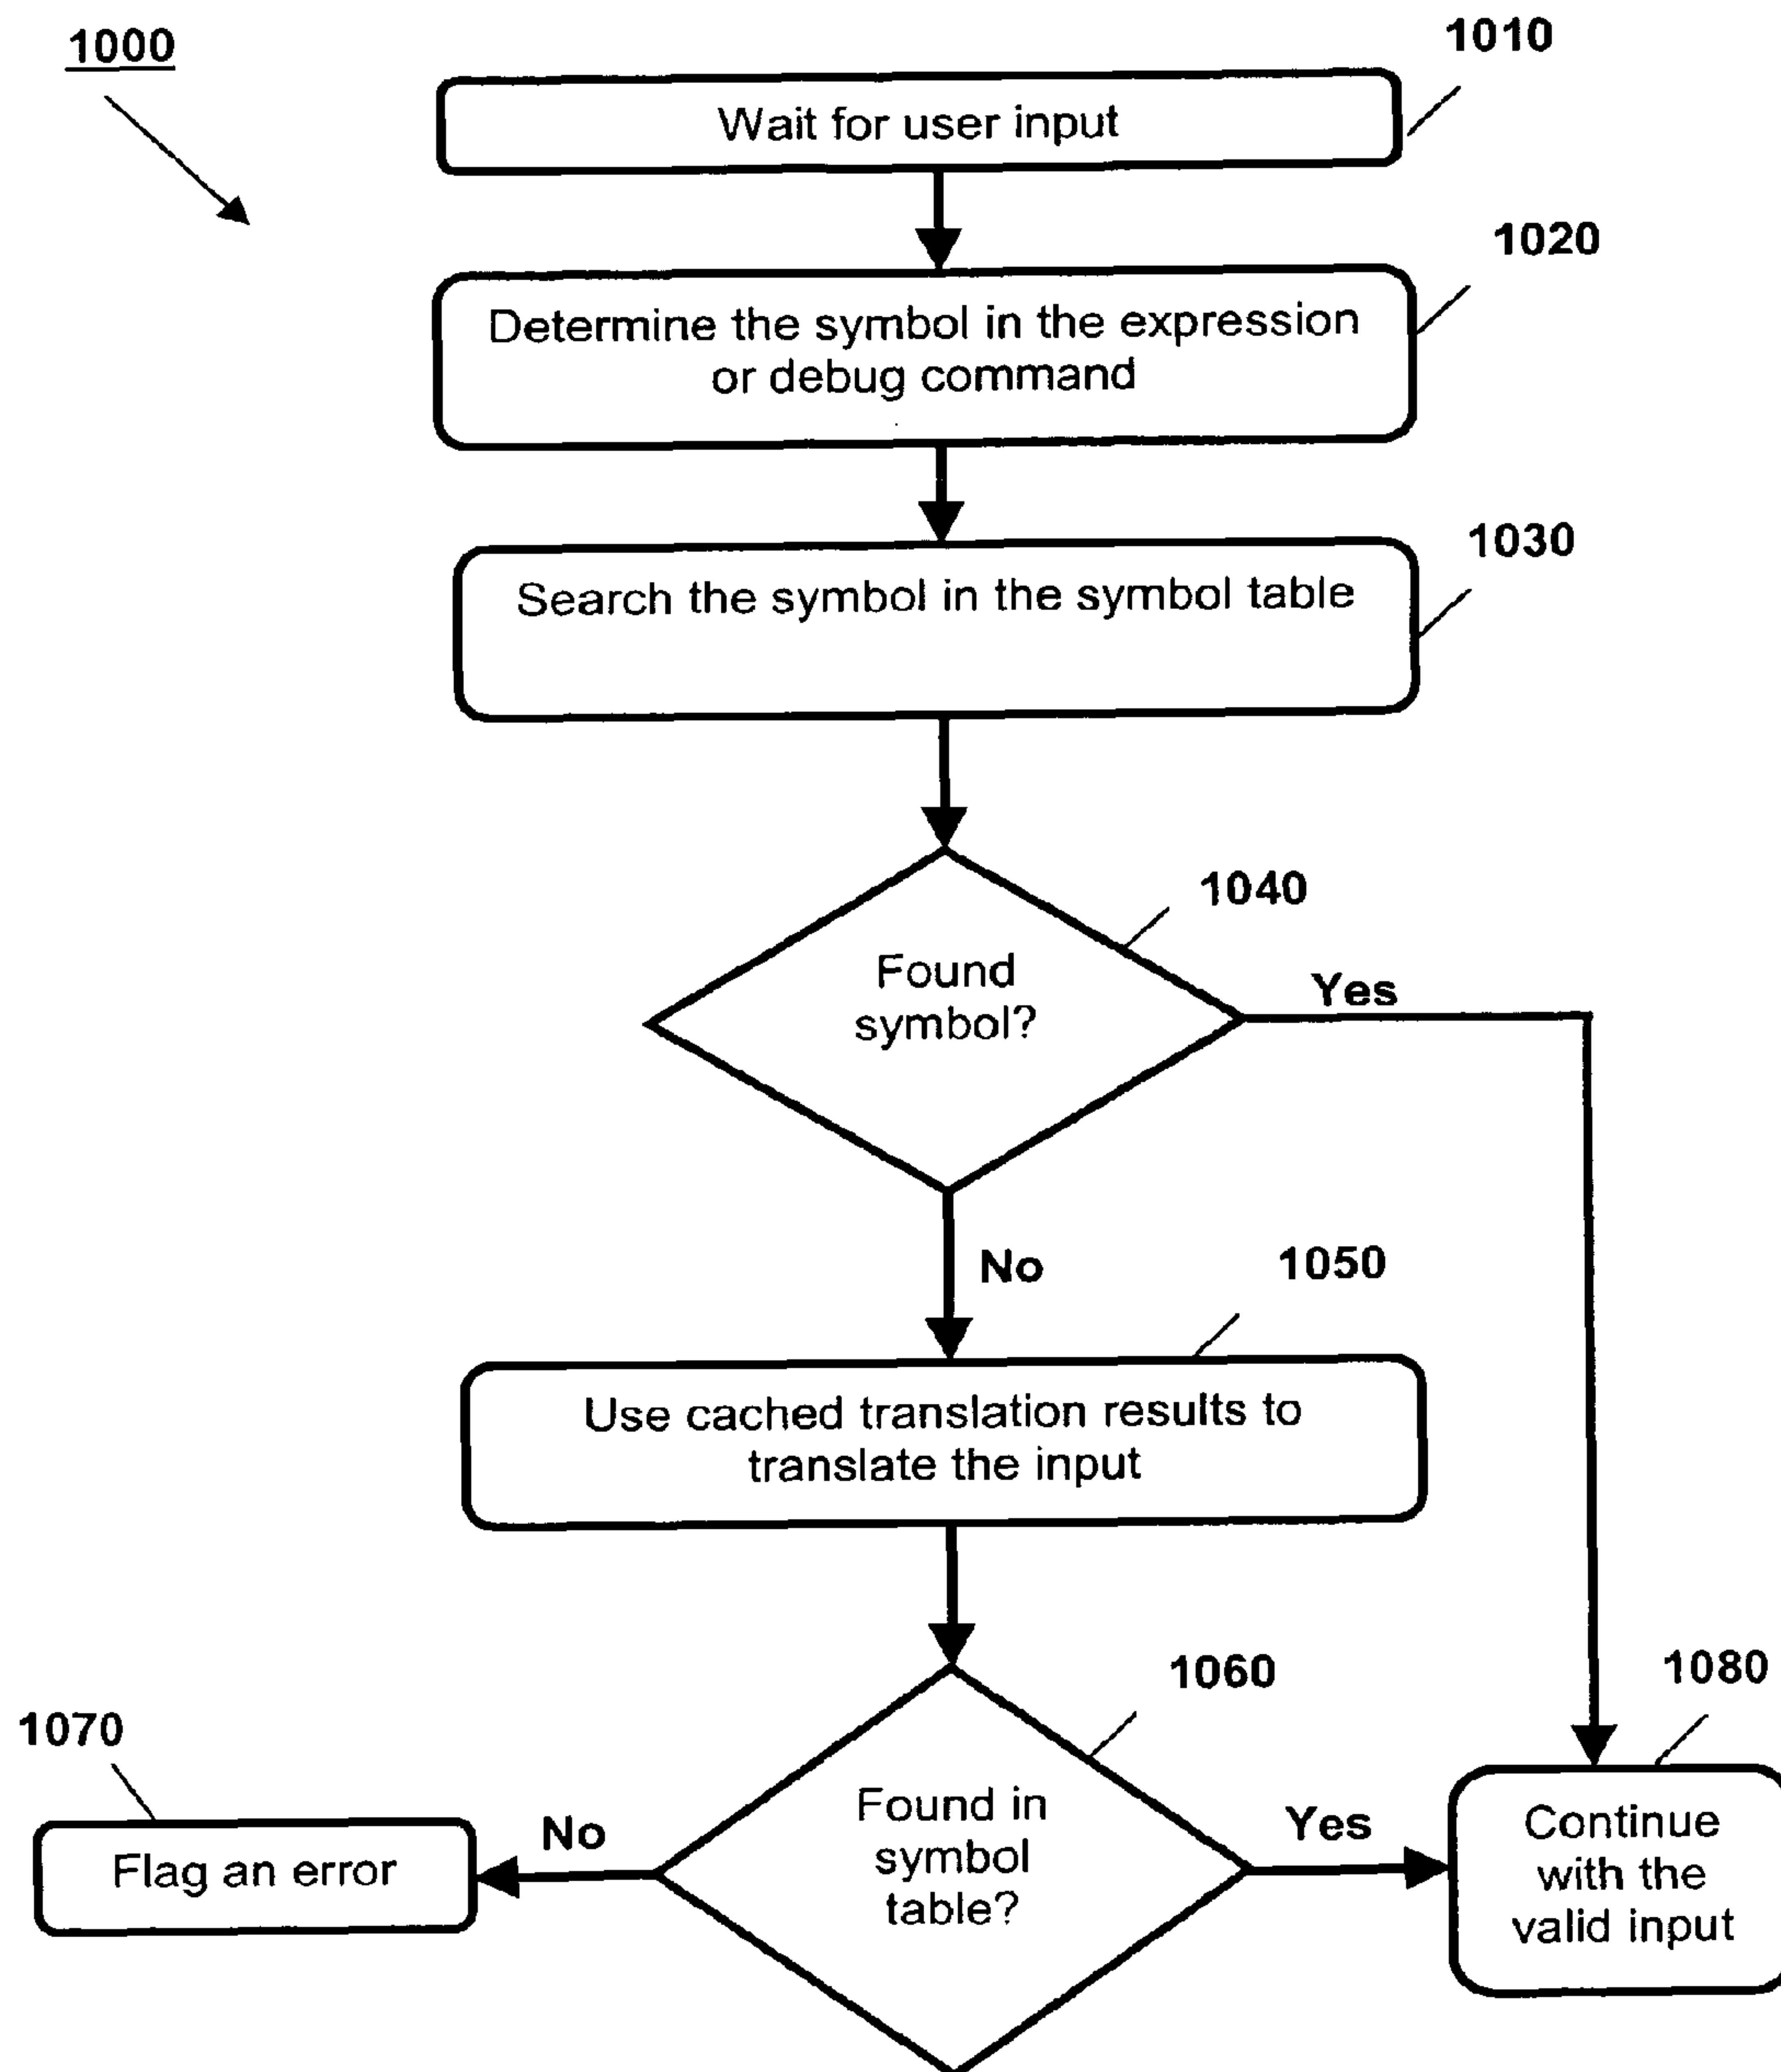 1000
1010
Wait for user input
1020
Determine the symbol in the expression
or debug command
1030
Search the symbol in the symbol table
1040
Found
symbol?
Yes
No
1050
Use cached translation results to
translate the input
1060
1080
1070
Found in
symbol
table?
No
Yes
Flag an error
Continue
with the
valid input